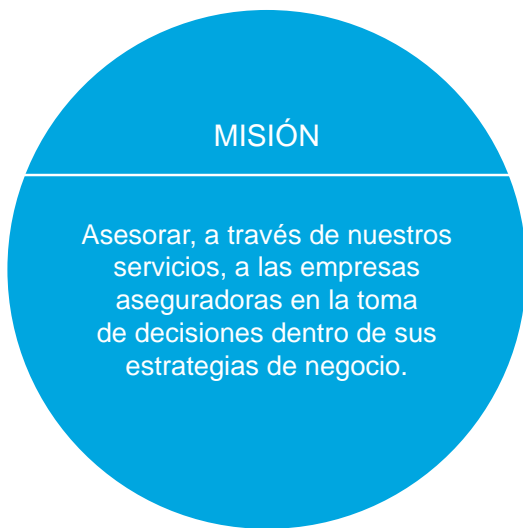 MISIÓN
Asesorar, a través de nuestros
servicios, a las empresas
aseguradoras en la toma
de decisiones dentro de sus
estrategias de negocio.